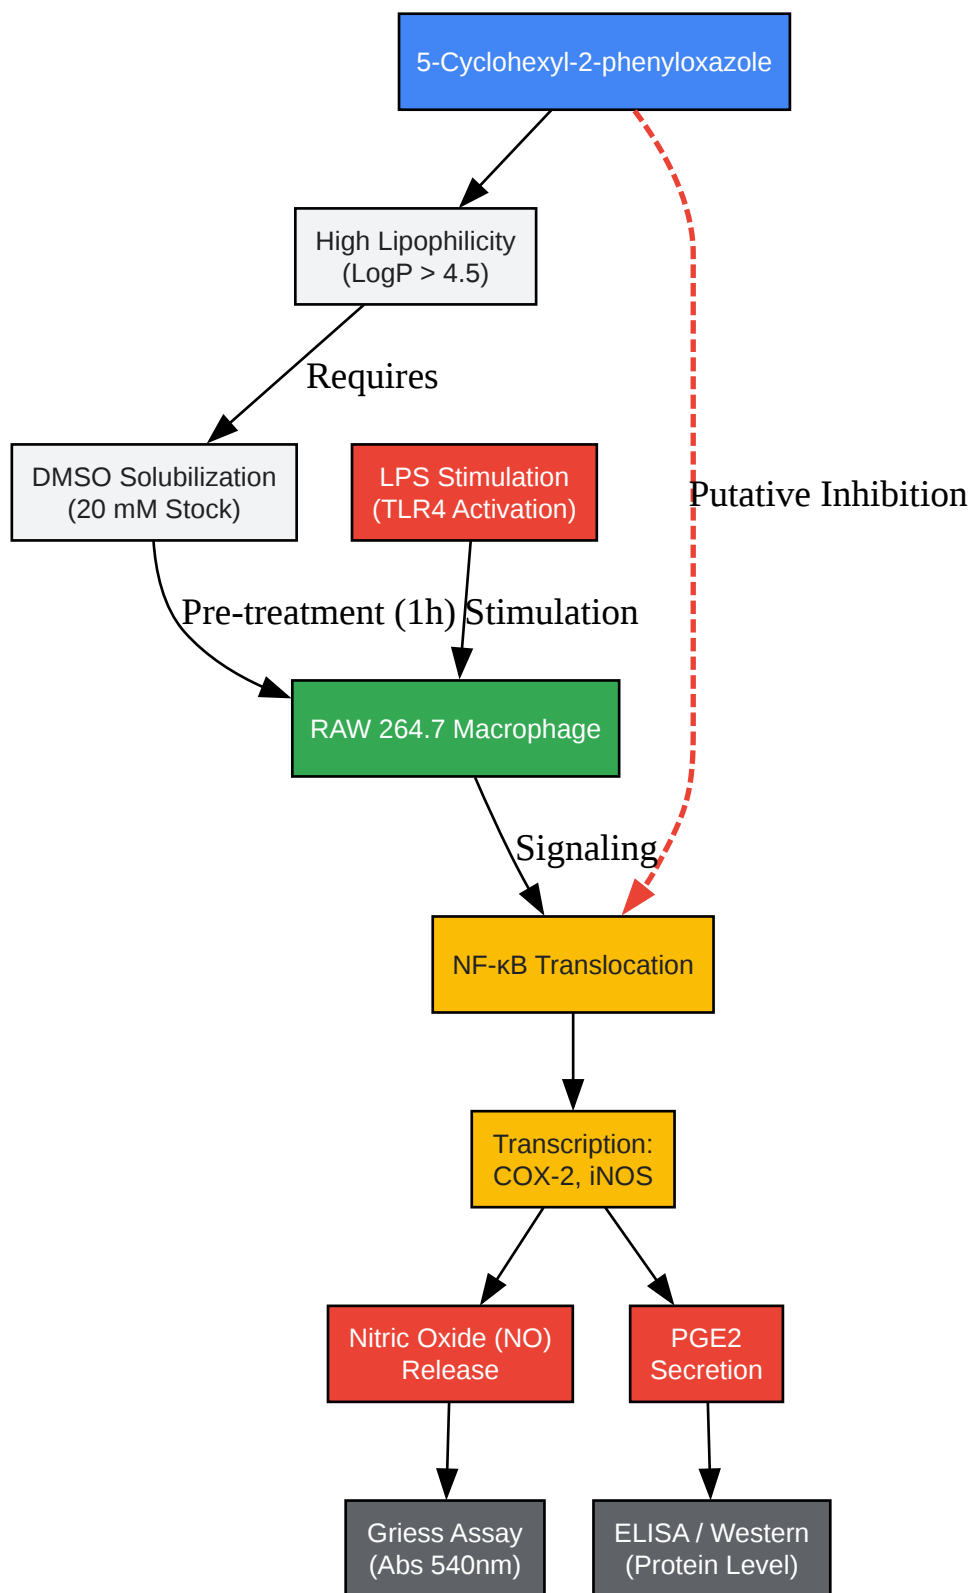 5-Cyclohexyl-2-phenyloxazole
High Lipophilicity
(LogP > 4.5)
Requires
DMSO Solubilization
(20 mM Stock)
LPS Stimulation
(TLR4 Activation)
Putative Inhibition
Pre-treatment (1h)
Stimulation
RAW 264.7 Macrophage
Signaling
NF-κB Translocation
Transcription:
COX-2, iNOS
Nitric Oxide (NO)
Release
PGE2
Secretion
Griess Assay
(Abs 540nm)
ELISA / Western
(Protein Level)